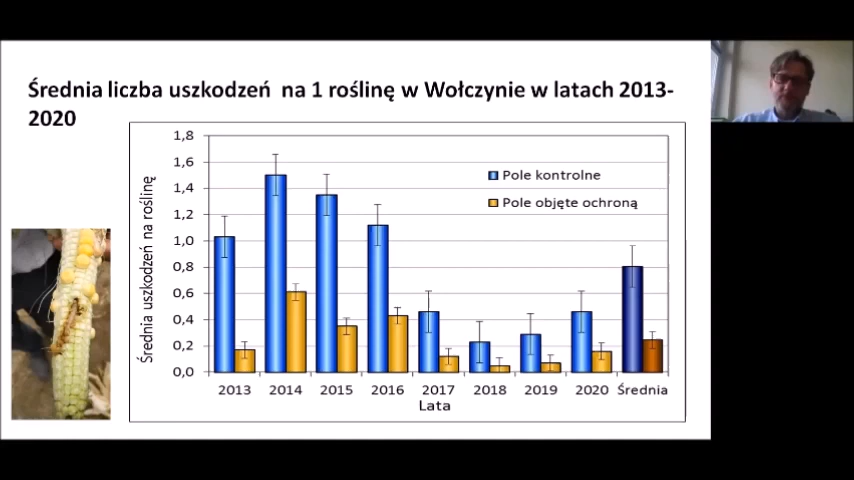 Średnia liczba uszkodzeń na 1 roślinę w Wołczynie w latach 2013-
2020
Średnia uszkodzeń na roślinę
1,8
1,6
1,4
1,2
1,0
0,8
0,6
0,4
0,2
0,0
Pole kontrolne
Pole objęte ochroną
2013 2014 2015 2016 2017 2018 2019 2020 Średnia
Lata